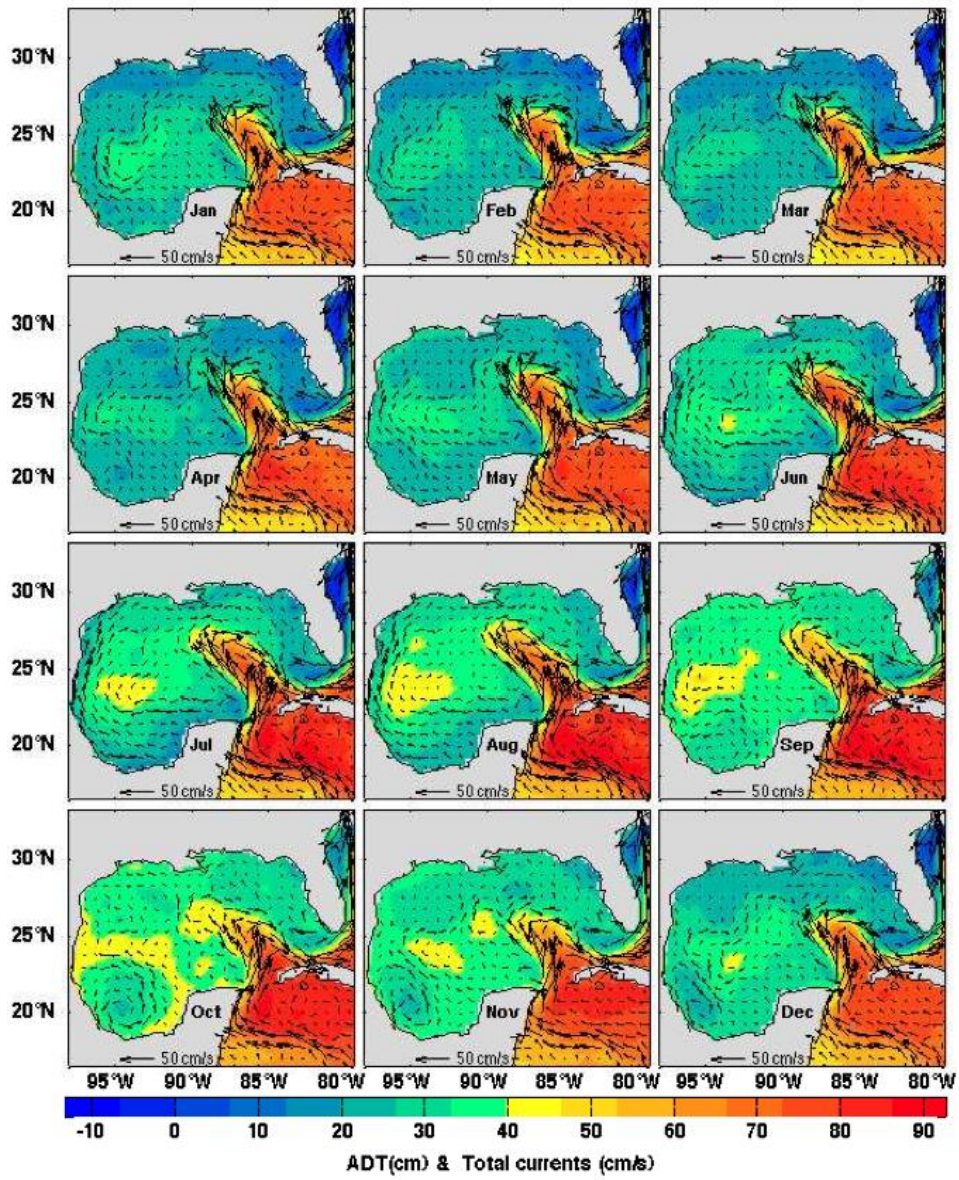 30°N
25°N
20°N
Jan
50 cm/s
Feb
50 cm/s
Mar
50 cm/s
30°N
25°N
20°N
Apr
50 cm/s
May
50 cm/s
Jun
50 cm/s
30°N
25°N
20°N
Jul
50 cm/s
Aug
50 cm/s
Sep
50 cm/s
30°N
25°N
20°N
Oct
50 cm/s
Nov
50 cm/s
Dec
50 cm/s
95°W 90°W 85°W 80°W 95°W 90°W 85°W 80°W 95°W 90°W 85°W 80°W
-10 0 10 20 30 40 50 60 70 80 90
ADT(cm) & Total currents (cm/s)